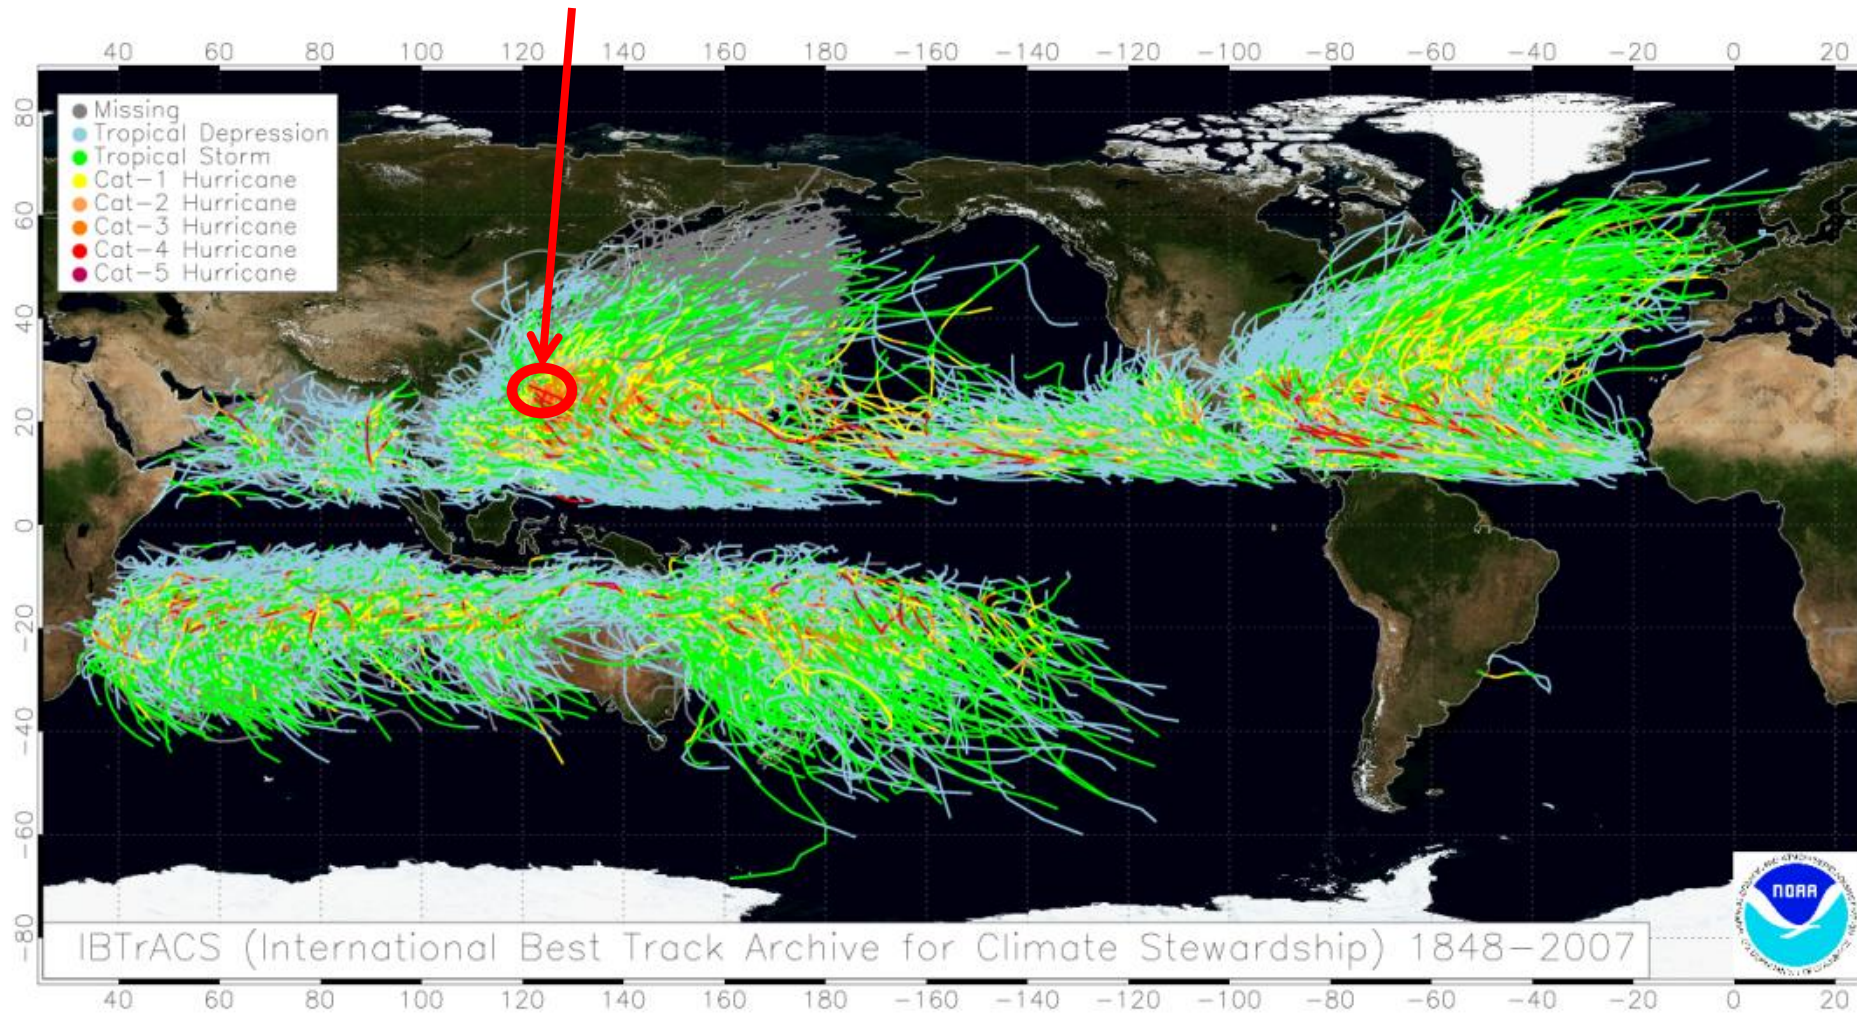 40 60 80 100 120 140 160 180 -160 -140 -120 -100 -80 -60 -40 -20 0 20
Missing
Tropical Depression
Tropical Storm
Cat-1 Hurricane
Cat-2 Hurricane
Cat-3 Hurricane
Cat-4 Hurricane
Cat-5 Hurricane
80
60
40
20
0
-20
-40
-60
-80
NOAA
IBTrACS (International Best Track Archive for Climate Stewardship) 1848-2007
40 60 80 100 120 140 160 180 -160 -140 -120 -100 -80 -60 -40 -20 0 20